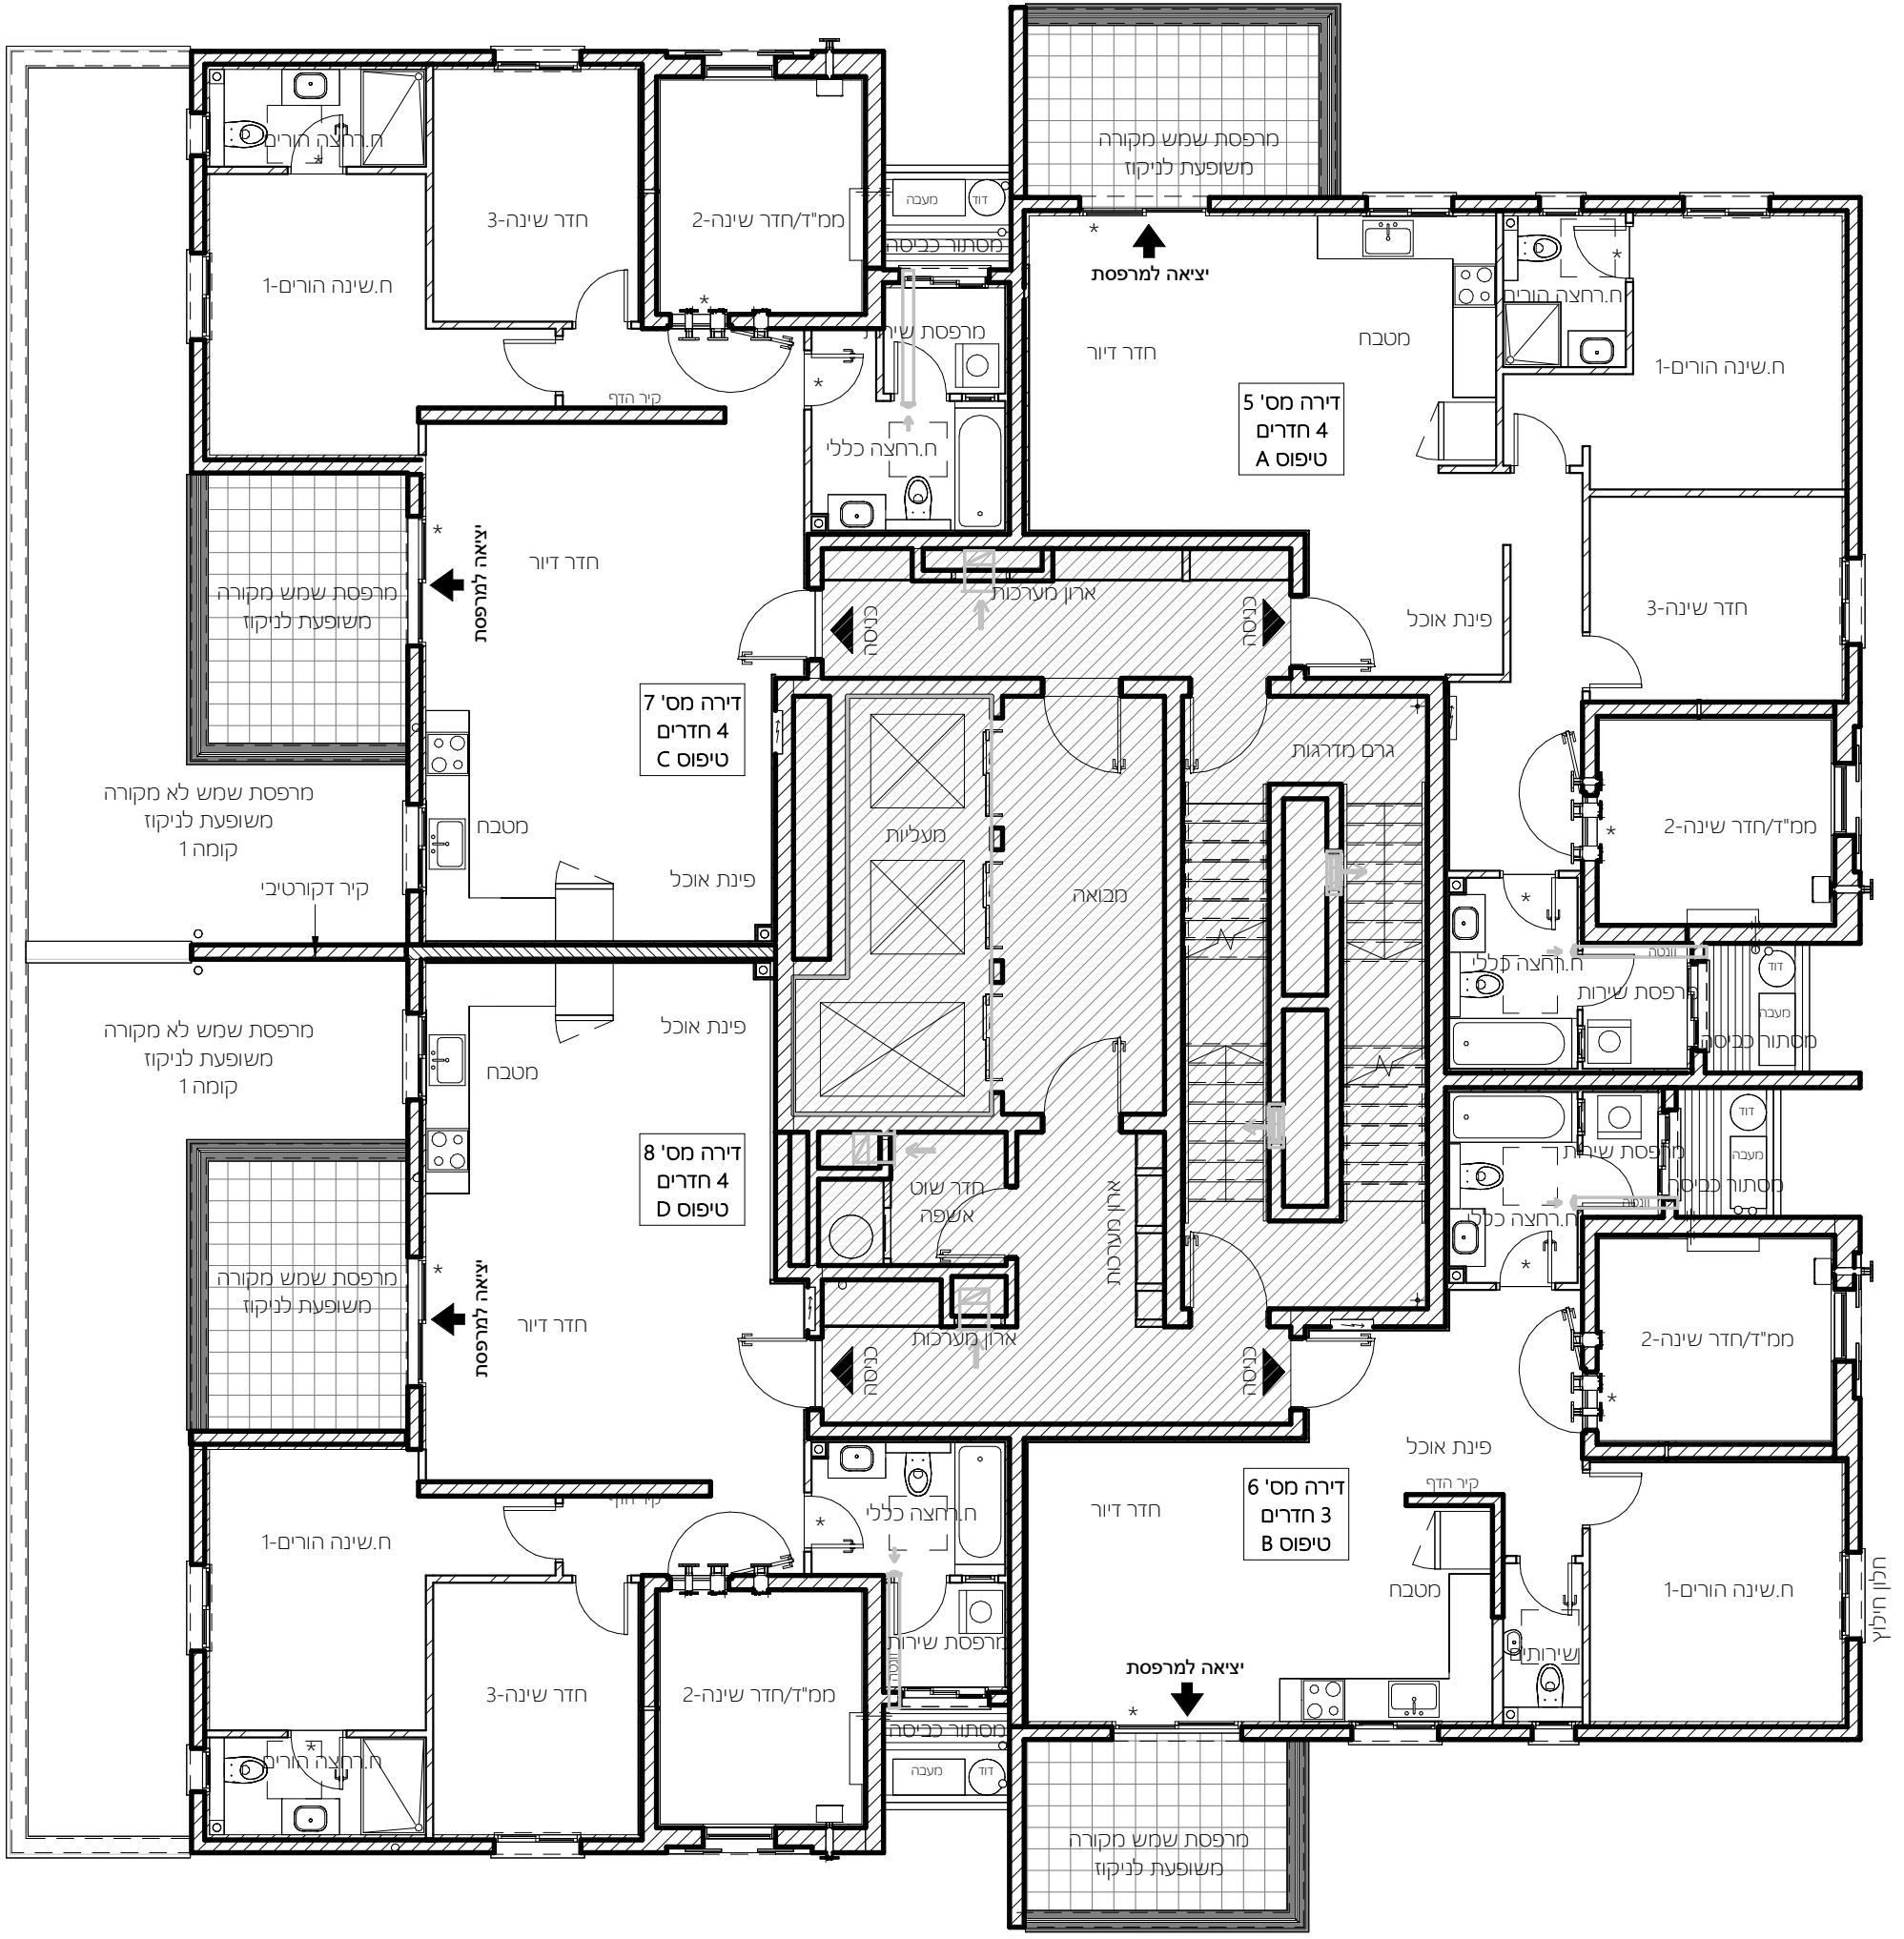 ח.רחצה הורים
*
חדר שינה-3
ממ"ד/חדר שינה-2
*
ח.שינה הורים-1
מעבה
דוד
מסתור כביסה
מרפסת שירות
*
קיר הדף
ח.רחצה כללי
מרפסת שמש מקורה
משופעת לניקוז
*
יציאה למרפסת
חדר דיור
מטבח
דירה מס' 5
4 חדרים
טיפוס A
ח.רחצה הורים
*
ח.שינה הורים-1
חדר שינה-3
פינת אוכל
ממ"ד/חדר שינה-2
*
*
ח.רחצה כללי
וונטה
מרפסת שירות
דוד
מעבה
מסתור כביסה
*
יציאה למרפסת
חדר דיור
מרפסת שמש מקורה
משופעת לניקוז
דירה מס' 7
4 חדרים
טיפוס C
מרפסת שמש לא מקורה
משופעת לניקוז
קומה 1
מטבח
פינת אוכל
קיר דקורטיבי
ארון מערכות
כניסה
כניסה
גרם מדרגות
מעליות
מבואה
מרפסת שמש לא מקורה
משופעת לניקוז
קומה 1
פינת אוכל
מטבח
דירה מס' 8
4 חדרים
טיפוס D
חדר שוט
אשפה
ארון מערכות
ארון מערכות
כניסה
כניסה
מרפסת שמש מקורה
משופעת לניקוז
*
יציאה למרפסת
חדר דיור
קיר הדף
ח.שינה הורים-1
*
ח.רחצה כללי
חדר שינה-3
ממ"ד/חדר שינה-2
מרפסת שירות
וונטה
מסתור כביסה
מעבה
דוד
*
ח.רחצה הורים
דוד
מעבה
מרפסת שירות
מסתור כביסה
וונטה
ח.רחצה כללי
*
ממ"ד/חדר שינה-2
*
פינת אוכל
קיר הדף
דירה מס' 6
3 חדרים
טיפוס B
חדר דיור
מטבח
ח.שינה הורים-1
חלון חילוץ
שירותים
יציאה למרפסת
*
מרפסת שמש מקורה
משופעת לניקוז